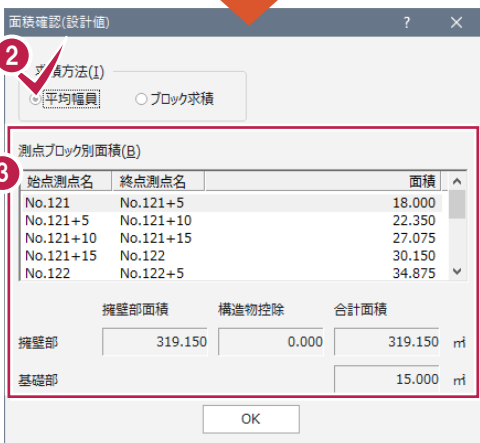 面積確認(設計値) ? ×
2
求積方法(I)
平均幅員 ブロック求積
3
測点ブロック別面積(B)
始点測点名 終点測点名 面積
No.121 No.121+5 18.000
No.121+5 No.121+10 22.350
No.121+10 No.121+15 27.075
No.121+15 No.122 30.150
No.122 No.122+5 34.875
擁壁部面積 構造物控除 合計面積
擁壁部 319.150 0.000 319.150 ㎡
基礎部 15.000 ㎡
OK